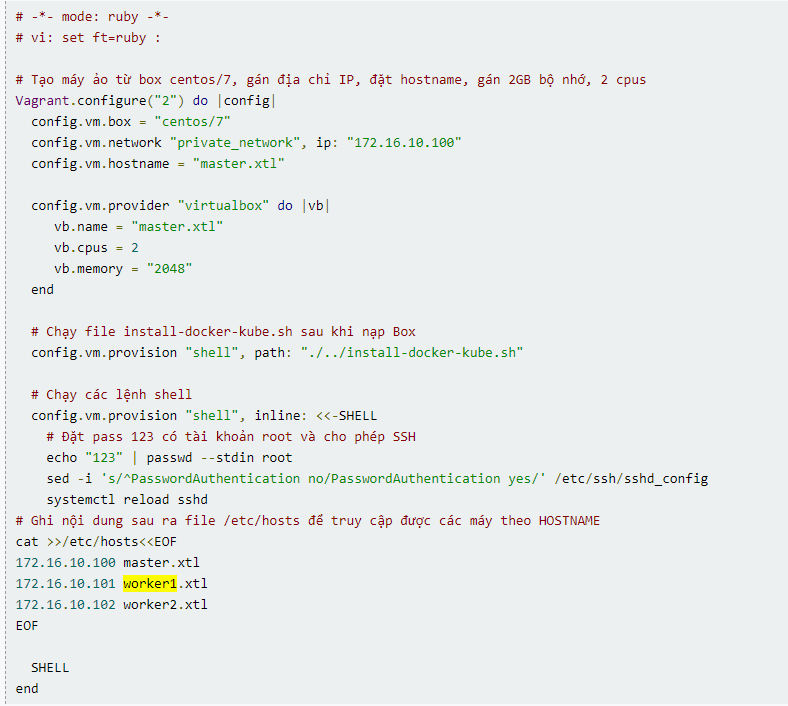 # -*- mode: ruby -*-
# vi: set ft=ruby :
# Tạo máy ảo từ box centos/7, gán địa chỉ IP, đặt hostname, gán 2GB bộ nhớ, 2 cpus
Vagrant.configure("2") do |config|
config.vm.box = "centos/7"
config.vm.network "private_network", ip: "172.16.10.100"
config.vm.hostname = "master.xtl"
config.vm.provider "virtualbox" do |vb|
vb.name = "master.xtl"
vb.cpus = 2
vb.memory = "2048"
end
# Chạy file install-docker-kube.sh sau khi nạp Box
config.vm.provision "shell", path: "./../install-docker-kube.sh"
# Chạy các lệnh shell
config.vm.provision "shell", inline: <<-SHELL
# Đặt pass 123 có tài khoản root và cho phép SSH
echo "123" | passwd --stdin root
sed -i 's/^PasswordAuthentication no/PasswordAuthentication yes/' /etc/ssh/sshd_config
systemctl reload sshd
# Ghi nội dung sau ra file /etc/hosts để truy cập được các máy theo HOSTNAME
cat >>/etc/hosts<<EOF
172.16.10.100 master.xtl
172.16.10.101 worker1.xtl
172.16.10.102 worker2.xtl
EOF
SHELL
end